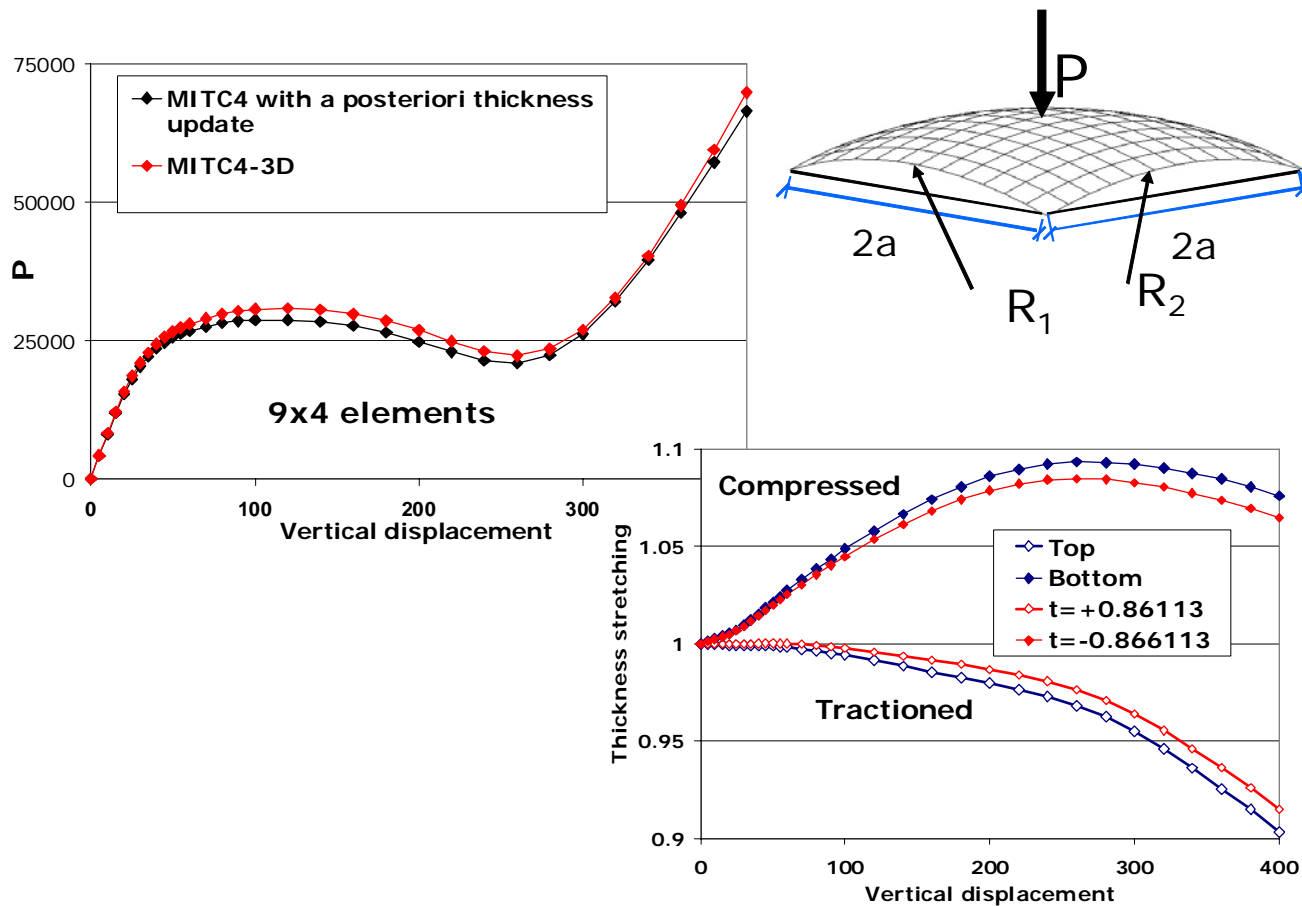 75000
50000
25000
0
P
MITC4 with a posteriori thickness
update
MITC4-3D
9x4 elements
0
100
200
300
Vertical displacement
P
2a
2a
R1
R2
1.1
1.05
1
0.95
0.9
Thickness stretching
Compressed
Tractioned
Top
Bottom
t=+0.86113
t=-0.866113
0
100
200
300
400
Vertical displacement